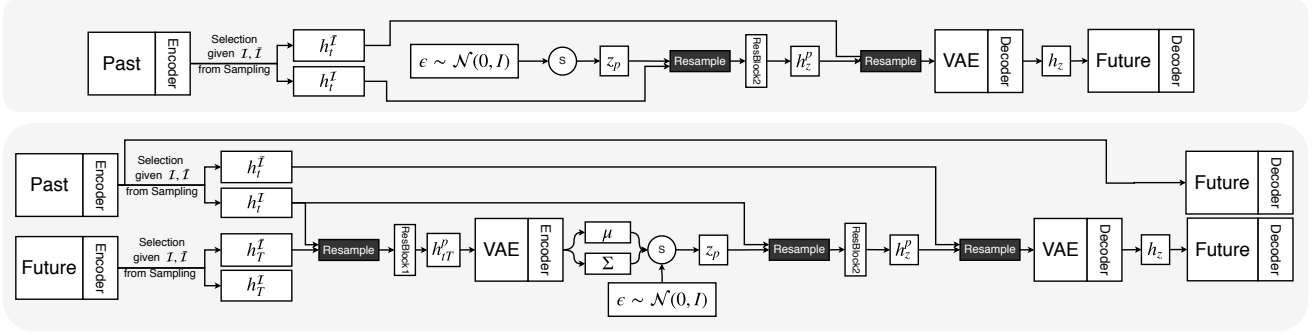 Past
Encoder
Selection
given 𝓘, 𝓘̄
from Sampling
h_t^𝓘̄
h_t^𝓘
ϵ ∼ 𝒩(0, I)
S
z_p
Resample
ResBlock2
h_z^p
Resample
VAE
Decoder
h_z
Future
Decoder
Past
Encoder
Selection
given 𝓘, 𝓘̄
from Sampling
h_t^𝓘̄
h_t^𝓘
Future
Decoder
Future
Encoder
Selection
given 𝓘, 𝓘̄
from Sampling
h_T^𝓘̄
h_T^𝓘
Resample
ResBlock1
h_{tT}^p
VAE
Encoder
μ
Σ
S
ϵ ∼ 𝒩(0, I)
z_p
Resample
ResBlock2
h_z^p
Resample
VAE
Decoder
h_z
Future
Decoder